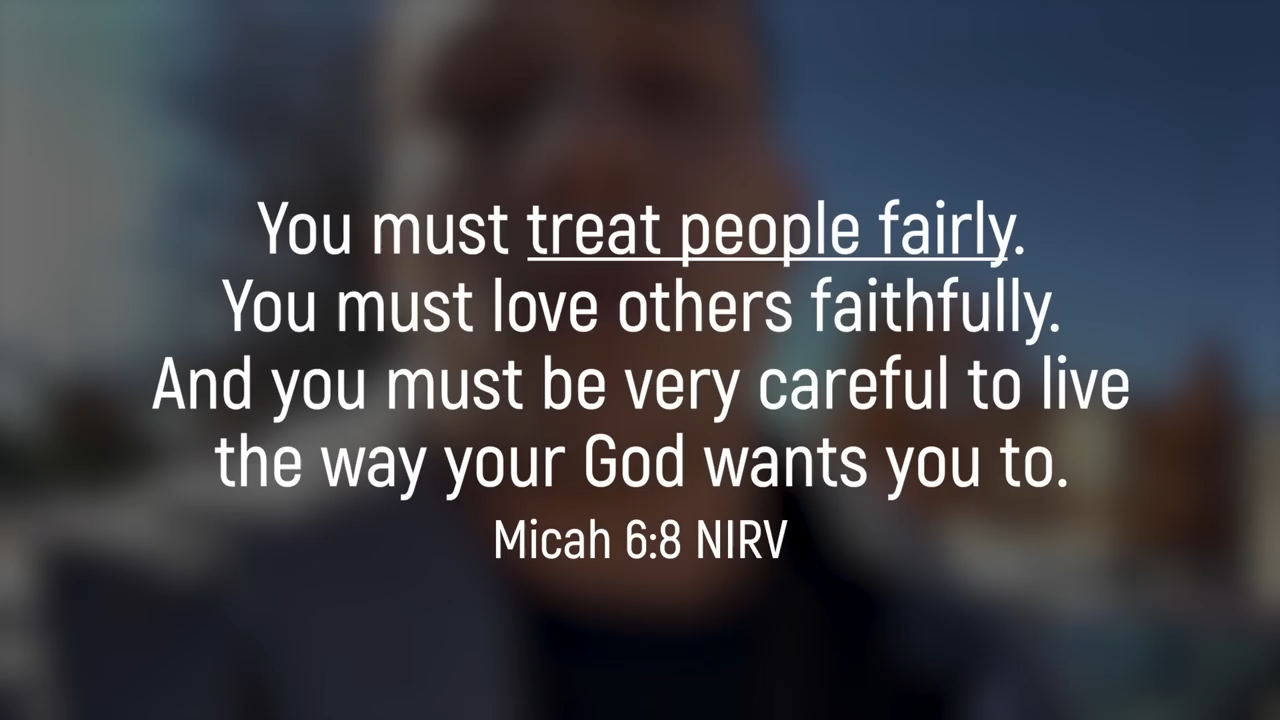 You must treat people fairly.
You must love others faithfully.
And you must be very careful to live
the way your God wants you to.
Micah 6:8 NIRV